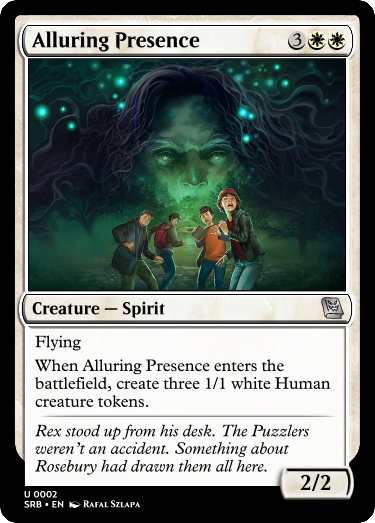 Alluring Presence 3
Creature — Spirit
Flying
When Alluring Presence enters the
battlefield, create three 1/1 white Human
creature tokens.
Rex stood up from his desk. The Puzzlers
weren't an accident. Something about
Rosebury had drawn them all here.
2/2
U 0002
SRB • EN Rafal Szlapa